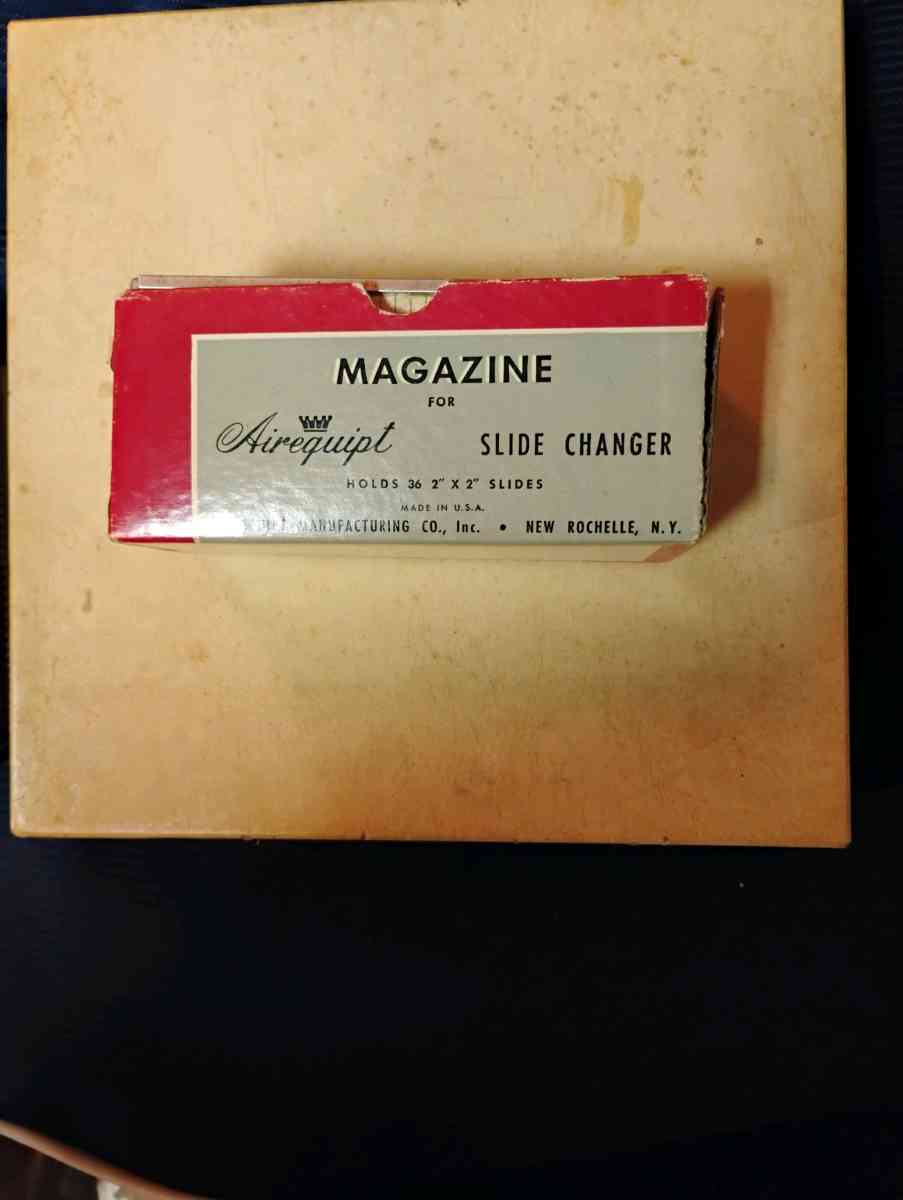 MAGAZINE
FOR
Airequipt SLIDE CHANGER
HOLDS 36 2" X 2" SLIDES
MADE IN U.S.A.
MANUFACTURING CO., Inc. • NEW ROCHELLE, N.Y.